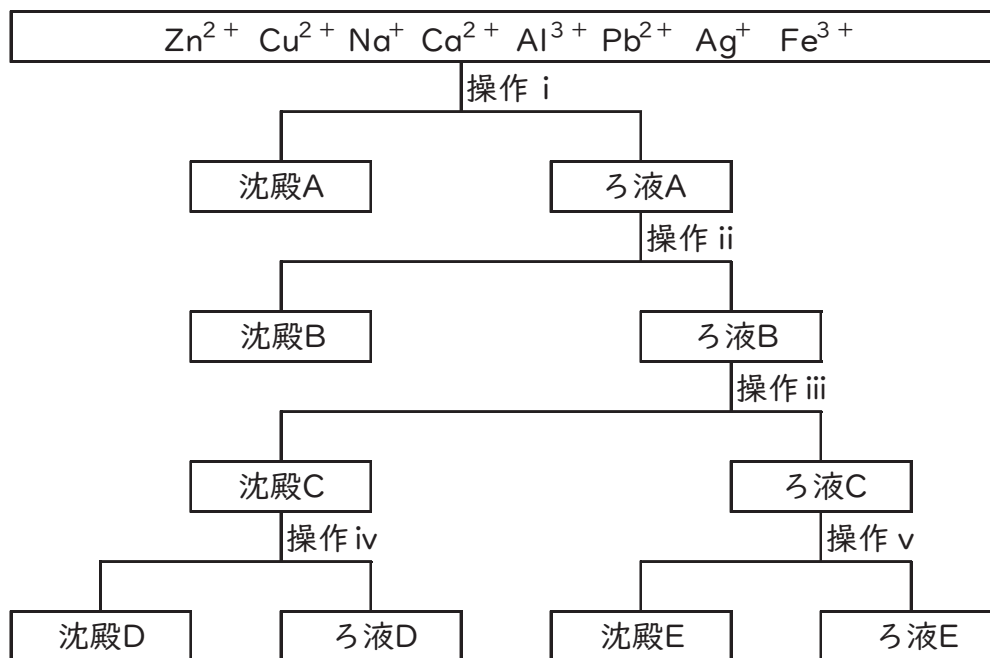 Zn²⁺ Cu²⁺ Na⁺ Ca²⁺ Al³⁺ Pb²⁺ Ag⁺ Fe³⁺
操作 i
沈殿A ろ液A
操作 ii
沈殿B ろ液B
操作 iii
沈殿C ろ液C
操作 iv 操作 v
沈殿D ろ液D 沈殿E ろ液E